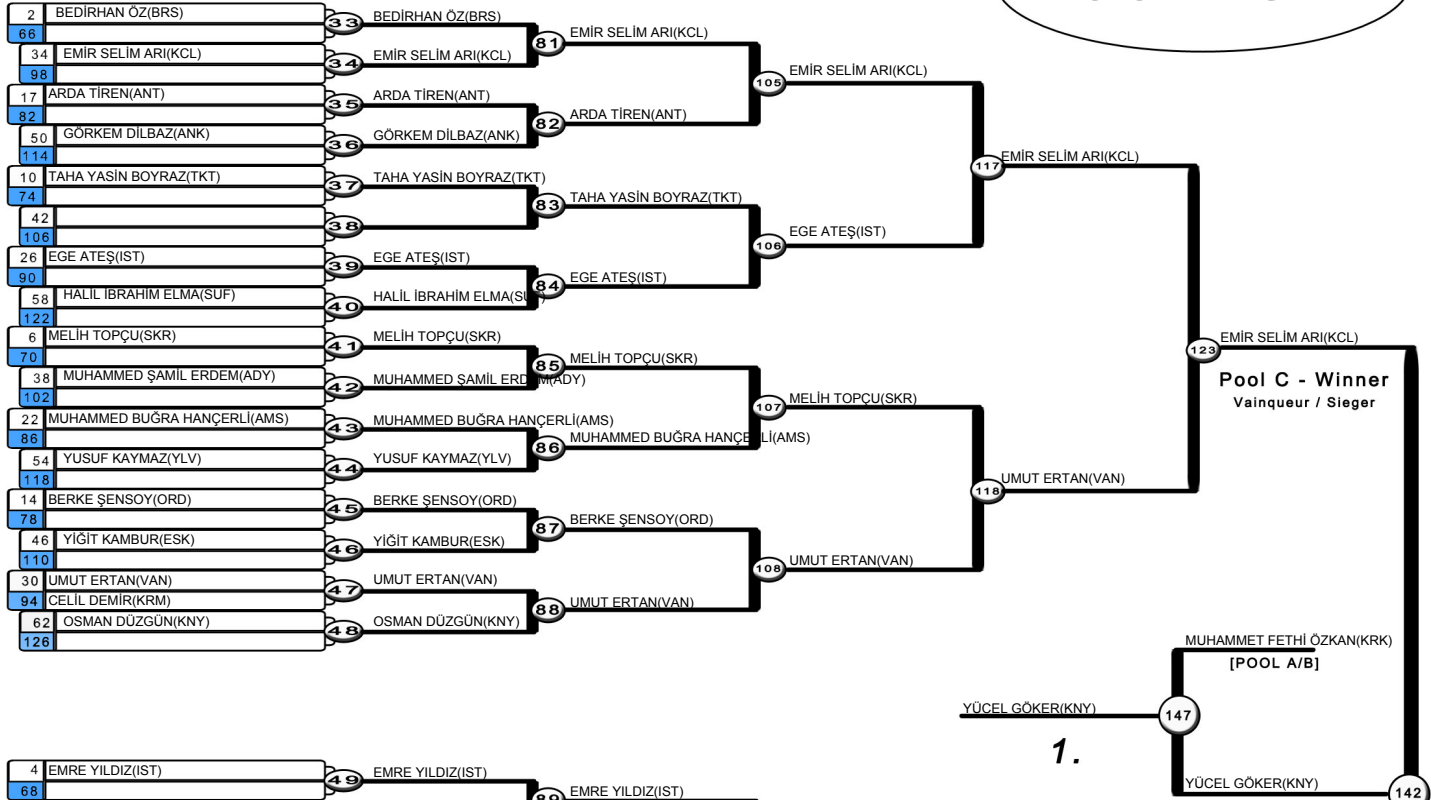 2 BEDİRHAN ÖZ(BRS)
66
33 BEDİRHAN ÖZ(BRS)
34 EMİR SELİM ARI(KCL)
98
34 EMİR SELİM ARI(KCL)
81 EMİR SELİM ARI(KCL)
17 ARDA TİREN(ANT)
82
35 ARDA TİREN(ANT)
50 GÖRKEM DİLBAZ(ANK)
114
36 GÖRKEM DİLBAZ(ANK)
82 ARDA TİREN(ANT)
105 EMİR SELİM ARI(KCL)
10 TAHA YASİN BOYRAZ(TKT)
74
37 TAHA YASİN BOYRAZ(TKT)
42
106
38
83 TAHA YASİN BOYRAZ(TKT)
26 EGE ATEŞ(IST)
90
39 EGE ATEŞ(IST)
58 HALİL İBRAHİM ELMA(SUF)
122
40 HALİL İBRAHİM ELMA(SUF)
84 EGE ATEŞ(IST)
106 EGE ATEŞ(IST)
117 EMİR SELİM ARI(KCL)
6 MELİH TOPÇU(SKR)
70
41 MELİH TOPÇU(SKR)
38 MUHAMMED ŞAMİL ERDEM(ADY)
102
42 MUHAMMED ŞAMİL ERDEM(ADY)
85 MELİH TOPÇU(SKR)
22 MUHAMMED BUĞRA HANÇERLİ(AMS)
86
43 MUHAMMED BUĞRA HANÇERLİ(AMS)
54 YUSUF KAYMAZ(YLV)
118
44 YUSUF KAYMAZ(YLV)
86 MUHAMMED BUĞRA HANÇERLİ(AMS)
107 MELİH TOPÇU(SKR)
14 BERKE ŞENSOY(ORD)
78
45 BERKE ŞENSOY(ORD)
46 YİĞİT KAMBUR(ESK)
110
46 YİĞİT KAMBUR(ESK)
87 BERKE ŞENSOY(ORD)
30 UMUT ERTAN(VAN)
94 CELİL DEMİR(KRM)
47 UMUT ERTAN(VAN)
62 OSMAN DÜZGÜN(KNY)
126
48 OSMAN DÜZGÜN(KNY)
88 UMUT ERTAN(VAN)
108 UMUT ERTAN(VAN)
118 UMUT ERTAN(VAN)
123 EMİR SELİM ARI(KCL)
Pool C - Winner
Vainqueur / Sieger
MUHAMMET FETHİ ÖZKAN(KRK)
[POOL A/B]
YÜCEL GÖKER(KNY)
147
1.
YÜCEL GÖKER(KNY)
142
4 EMRE YILDIZ(IST)
68
49 EMRE YILDIZ(IST)
89 EMRE YILDIZ(IST)